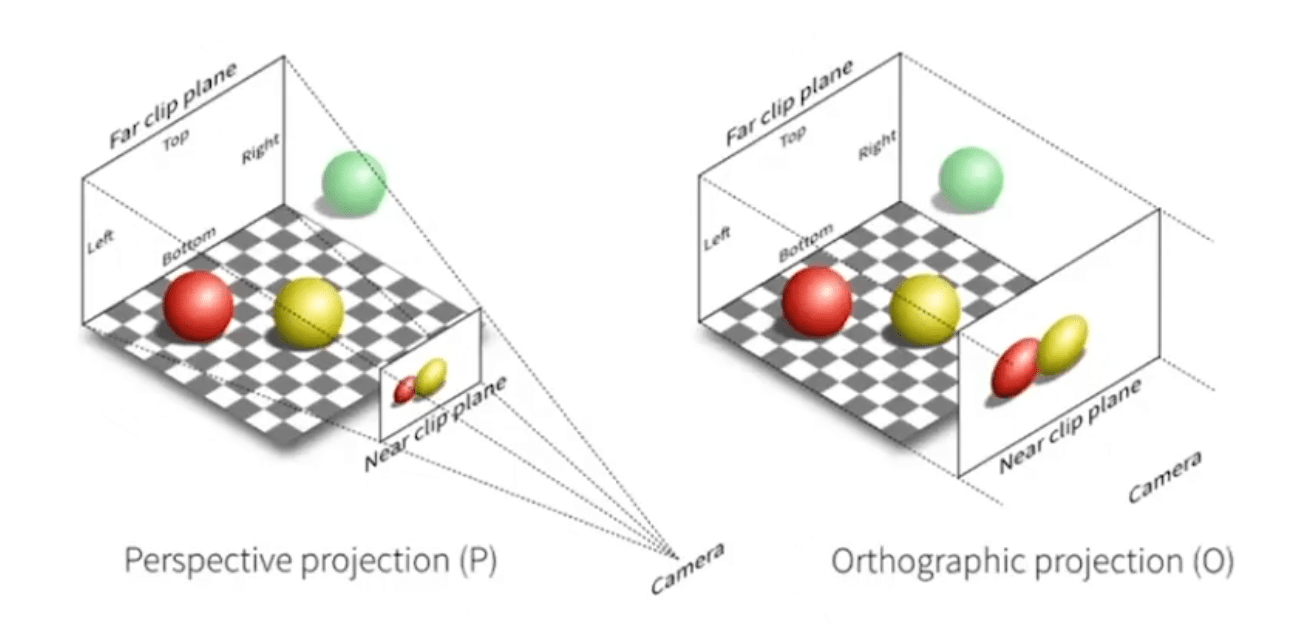 Far clip plane
Top
Right
Left
Bottom
Near clip plane
Camera
Perspective projection (P)
Far clip plane
Top
Right
Left
Bottom
Near clip plane
Camera
Orthographic projection (O)